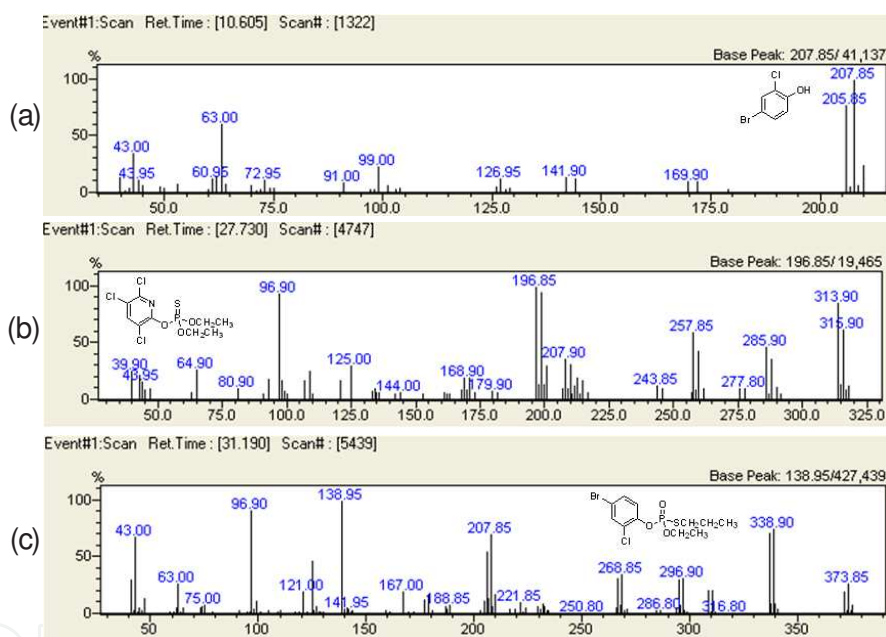 Event#1:Scan Ret.Time : [10.605] Scan# : [1322]
% Base Peak: 207.85/ 41,137
(a)
100
50
0
43.00
43.95
60.95
63.00
72.95
91.00
99.00
126.95
141.90
169.90
205.85
207.85
Cl
OH
Br
50.0 75.0 100.0 125.0 150.0 175.0 200.0
Event#1:Scan Ret.Time : [27.730] Scan# : [4747]
% Base Peak: 196.85/ 19,465
(b)
100
50
0
Cl
Cl
N
S
O P OCH2CH3
OCH2CH3
Cl
39.90
64.90
80.90
96.90
125.00
144.00
168.90
179.90
196.85
207.90
243.85
257.85
277.80
285.90
313.90
315.90
50.0 75.0 100.0 125.0 150.0 175.0 200.0 225.0 250.0 275.0 300.0 325.0
Event#1:Scan Ret.Time : [31.190] Scan# : [5439]
% Base Peak: 138.95/427,439
(c)
100
50
0
43.00
63.00
75.00
96.90
121.00
138.95
141.95
167.00
188.85
207.85
221.85
250.80
268.85
286.80
296.90
316.80
338.90
373.85
Br
O
O P SCH2CH2CH3
Cl OCH2CH3
50 100 150 200 250 300 350